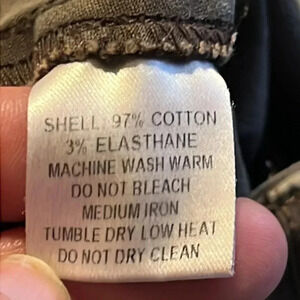 SHELL: 97% COTTON
3% ELASTHANE
MACHINE WASH WARM
DO NOT BLEACH
MEDIUM IRON
TUMBLE DRY LOW HEAT
DO NOT DRY CLEAN